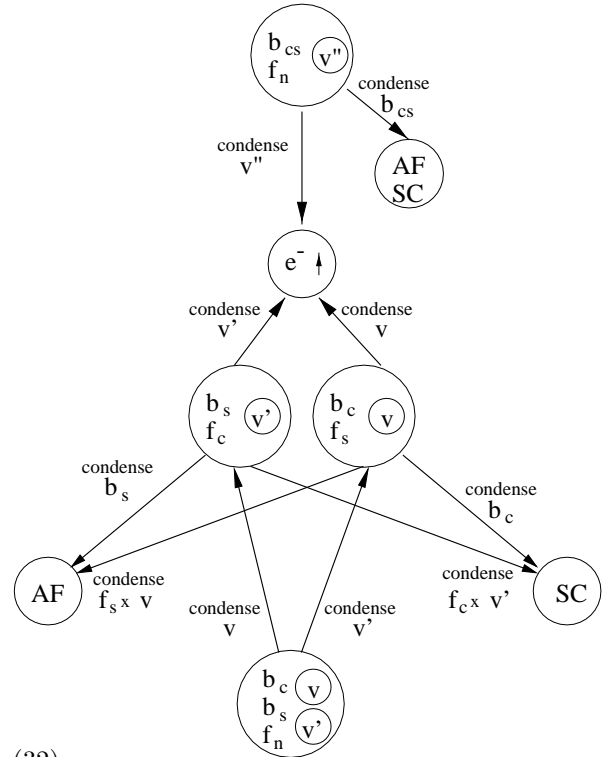 b_cs
f_n
v"
condense
b_cs
AF
SC
condense
v"
e^-
condense
v'
condense
v
b_s
f_c
v'
b_c
f_s
v
condense
b_s
condense
b_c
AF
condense
f_s x v
condense
v
condense
v'
condense
f_c x v'
SC
b_c
b_s
f_n
v
v'